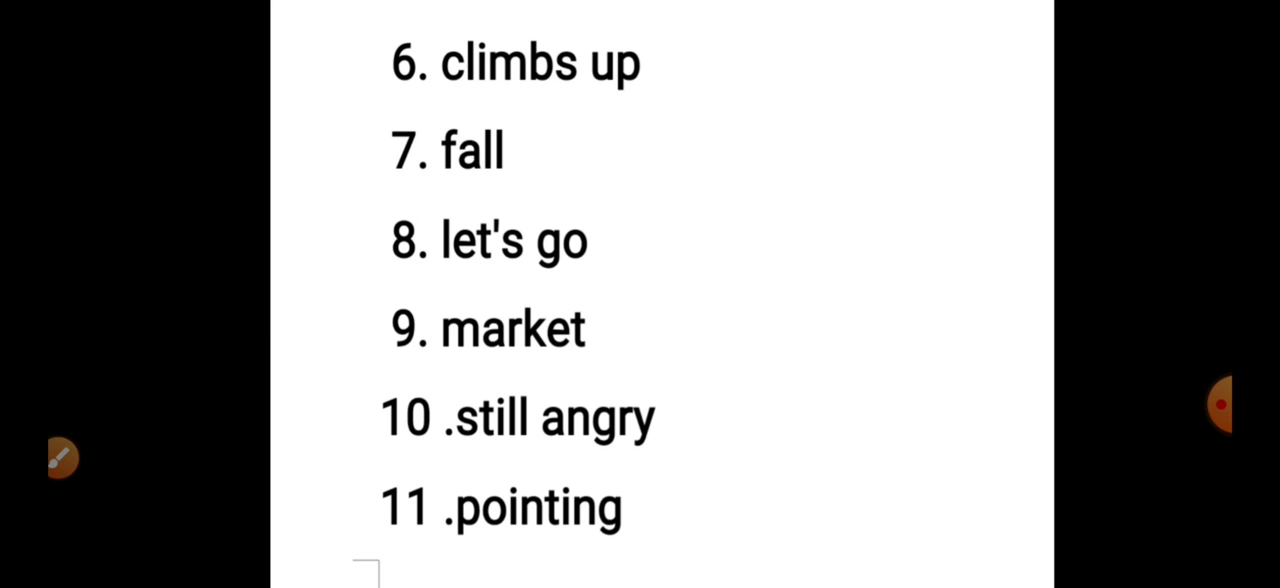 6. climbs up
7. fall
8. let's go
9. market
10 .still angry
11 .pointing